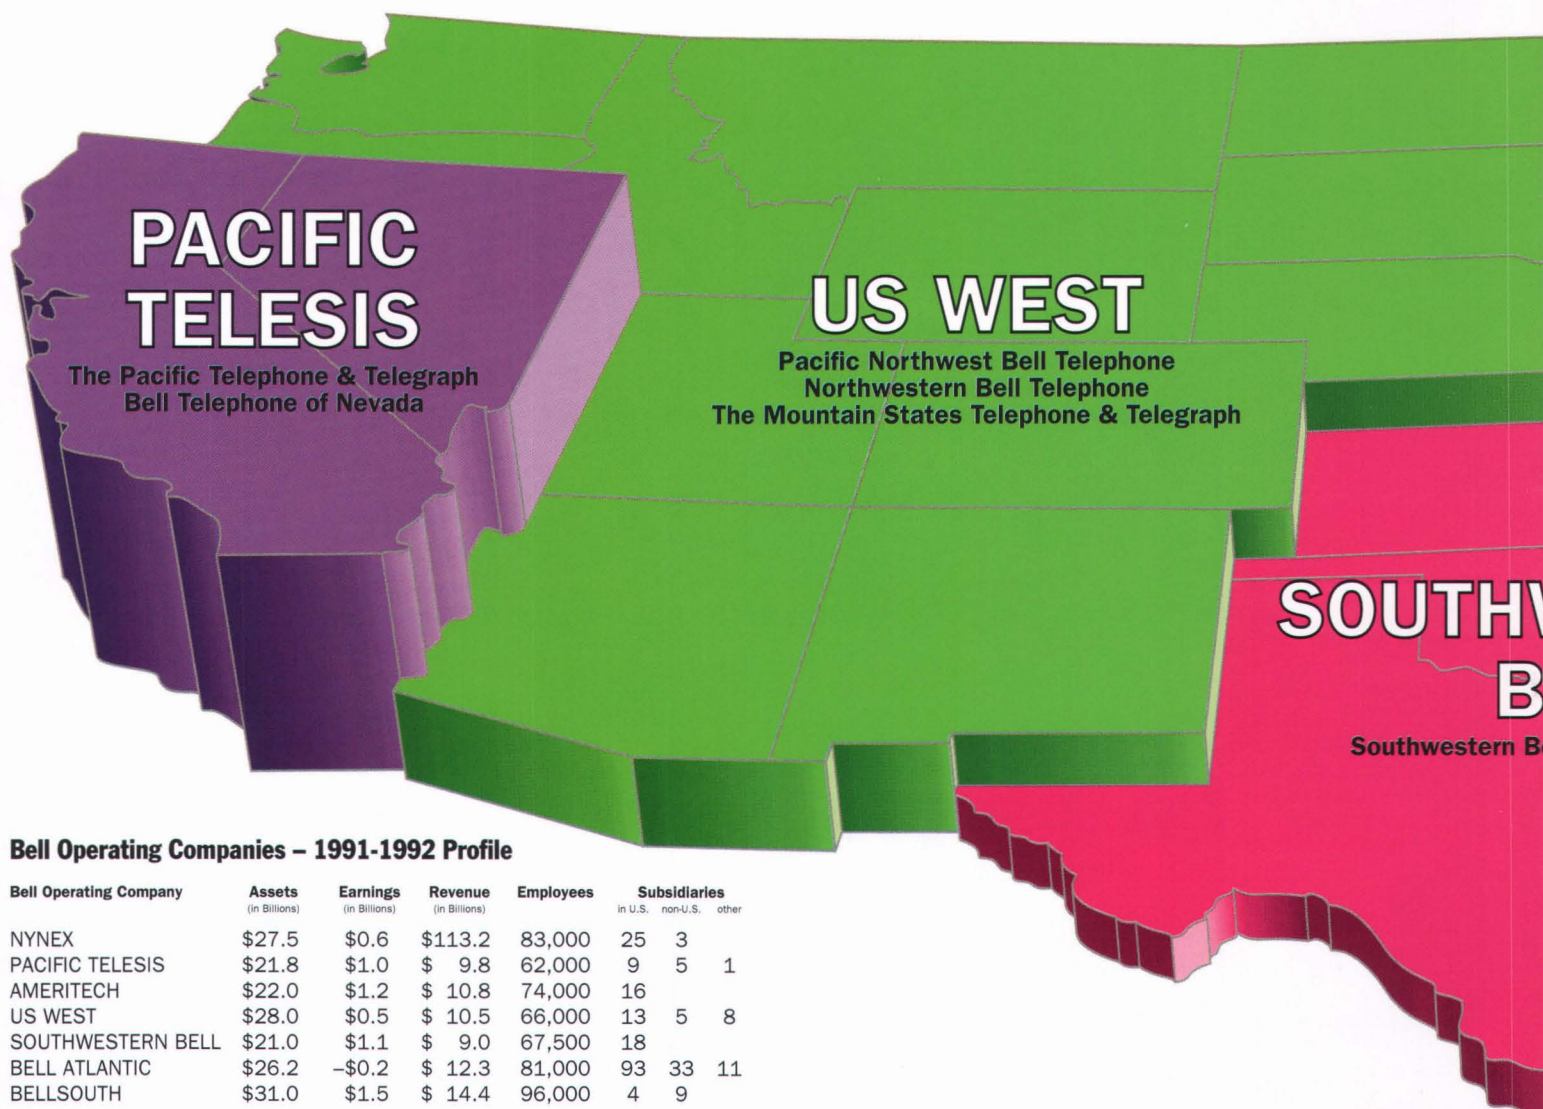 PACIFIC
TELESIS
The Pacific Telephone & Telegraph
Bell Telephone of Nevada
US WEST
Pacific Northwest Bell Telephone
Northwestern Bell Telephone
The Mountain States Telephone & Telegraph
SOUTHW
B
Southwestern Be
Bell Operating Companies – 1991-1992 Profile
Bell Operating Company Assets Earnings Revenue Employees Subsidiaries
(in Billions) (in Billions) (in Billions) in U.S. non-U.S. other
NYNEX $27.5 $0.6 $113.2 83,000 25 3
PACIFIC TELESIS $21.8 $1.0 $ 9.8 62,000 9 5 1
AMERITECH $22.0 $1.2 $ 10.8 74,000 16
US WEST $28.0 $0.5 $ 10.5 66,000 13 5 8
SOUTHWESTERN BELL $21.0 $1.1 $ 9.0 67,500 18
BELL ATLANTIC $26.2 –$0.2 $ 12.3 81,000 93 33 11
BELLSOUTH $31.0 $1.5 $ 14.4 96,000 4 9